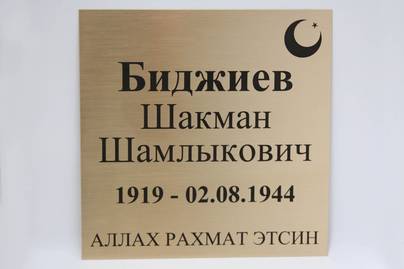 Биджиев
Шакман
Шамлыкович
1919 - 02.08.1944
АЛЛАХ РАХМАТ ЭТСИН